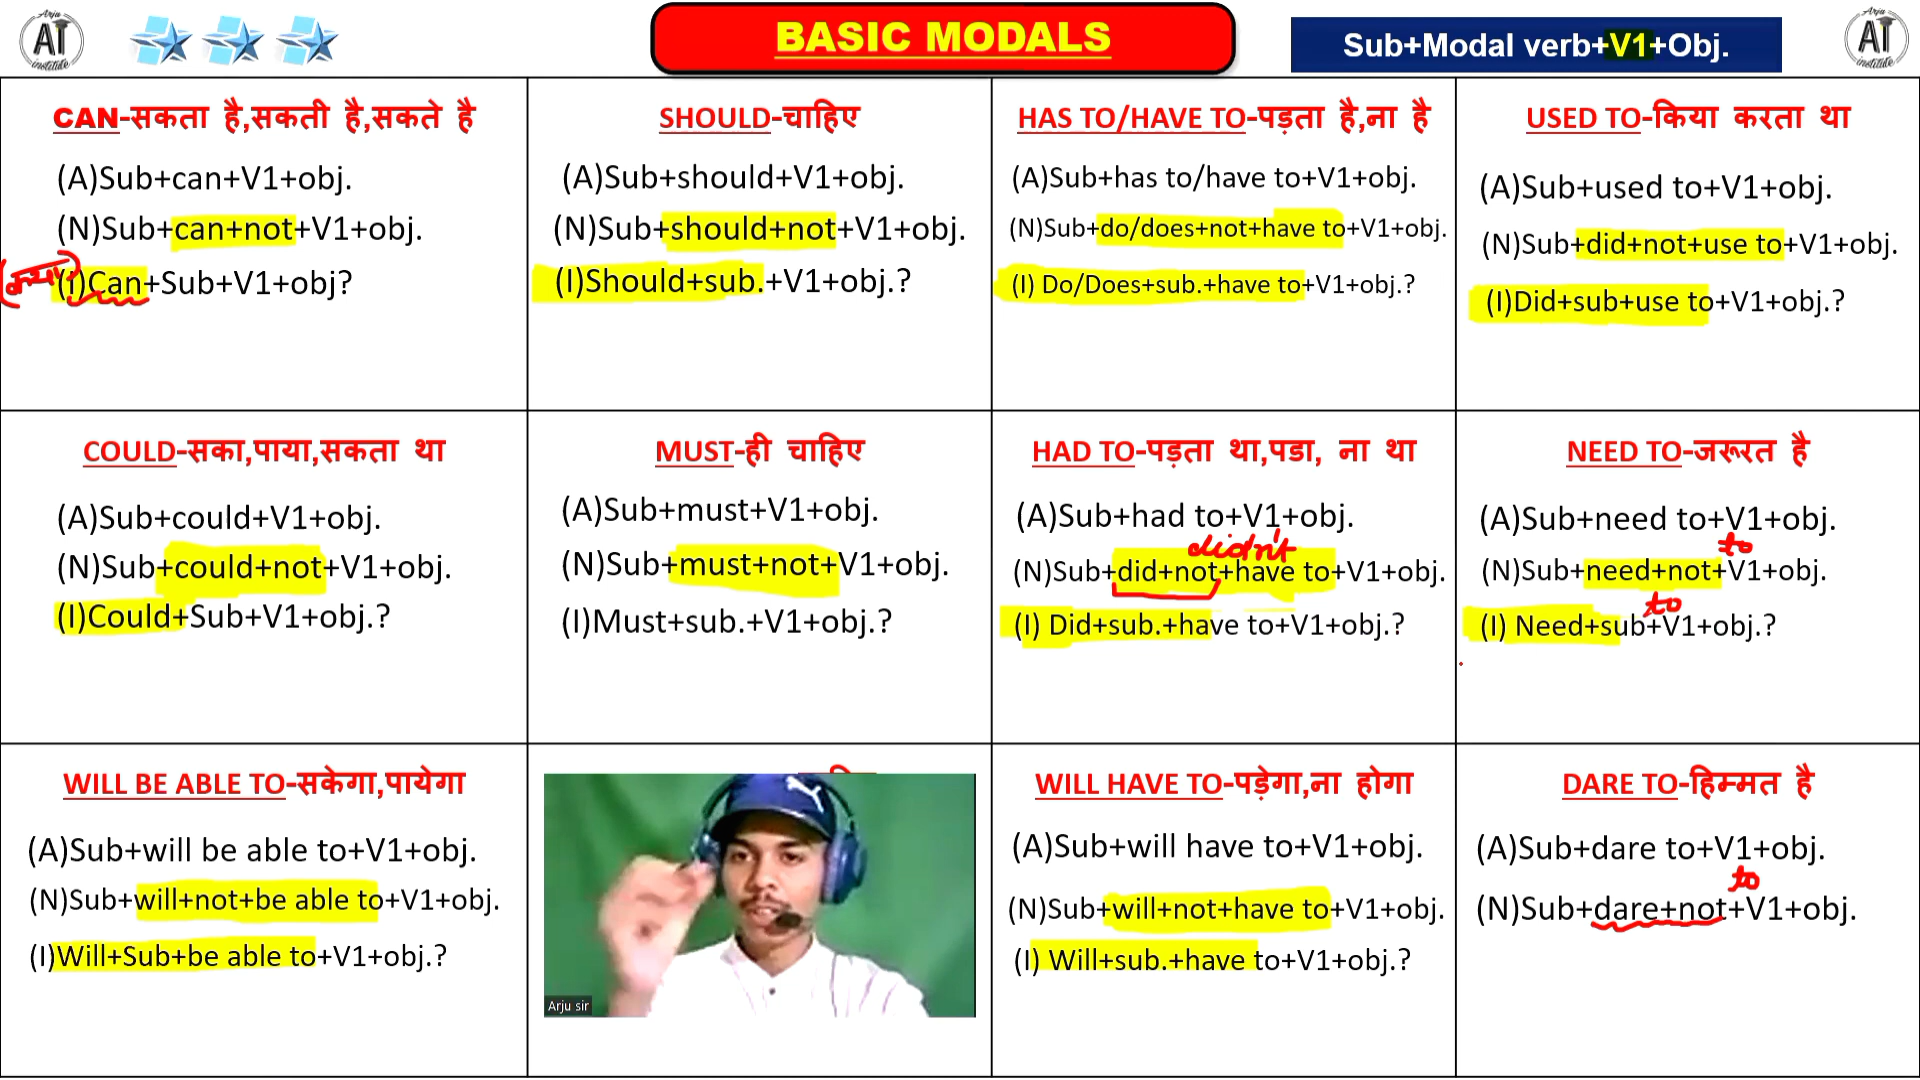 Arju
AT
institute
BASIC MODALS
Sub+Modal verb+V1+Obj.
Arju
AT
institute
CAN-सकता है,सकती है,सकते है
(A)Sub+can+V1+obj.
(N)Sub+can+not+V1+obj.
(I)Can+Sub+V1+obj?
SHOULD-चाहिए
(A)Sub+should+V1+obj.
(N)Sub+should+not+V1+obj.
(I)Should+sub.+V1+obj.?
HAS TO/HAVE TO-पड़ता है,ना है
(A)Sub+has to/have to+V1+obj.
(N)Sub+do/does+not+have to+V1+obj.
(I) Do/Does+sub.+have to+V1+obj.?
USED TO-किया करता था
(A)Sub+used to+V1+obj.
(N)Sub+did+not+use to+V1+obj.
(I)Did+sub+use to+V1+obj.?
COULD-सका,पाया,सकता था
(A)Sub+could+V1+obj.
(N)Sub+could+not+V1+obj.
(I)Could+Sub+V1+obj.?
MUST-ही चाहिए
(A)Sub+must+V1+obj.
(N)Sub+must+not+V1+obj.
(I)Must+sub.+V1+obj.?
HAD TO-पड़ता था,पडा, ना था
(A)Sub+had to+V1+obj.
didn't
(N)Sub+did+not+have to+V1+obj.
(I) Did+sub.+have to+V1+obj.?
NEED TO-जरूरत है
(A)Sub+need to+V1+obj.
to
(N)Sub+need+not+V1+obj.
to
(I) Need+sub+V1+obj.?
WILL BE ABLE TO-सकेगा,पायेगा
(A)Sub+will be able to+V1+obj.
(N)Sub+will+not+be able to+V1+obj.
(I)Will+Sub+be able to+V1+obj.?
Arju sir
WILL HAVE TO-पड़ेगा,ना होगा
(A)Sub+will have to+V1+obj.
(N)Sub+will+not+have to+V1+obj.
(I) Will+sub.+have to+V1+obj.?
DARE TO-हिम्मत है
(A)Sub+dare to+V1+obj.
to
(N)Sub+dare+not+V1+obj.